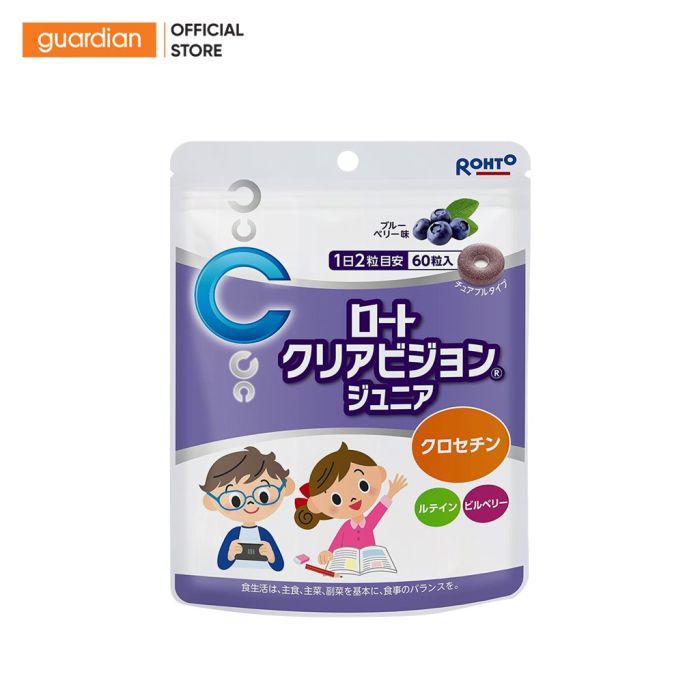 guardian
OFFICIAL
STORE
ROHTO
ブルー
ベリー味
1日2粒目安
60粒入
チュアブルタイプ
ロート
クリアビジョン®
ジュニア
クロセチン
ルテイン
ビルベリー
食生活は、主食、主菜、副菜を基本に、食事のバランスを。